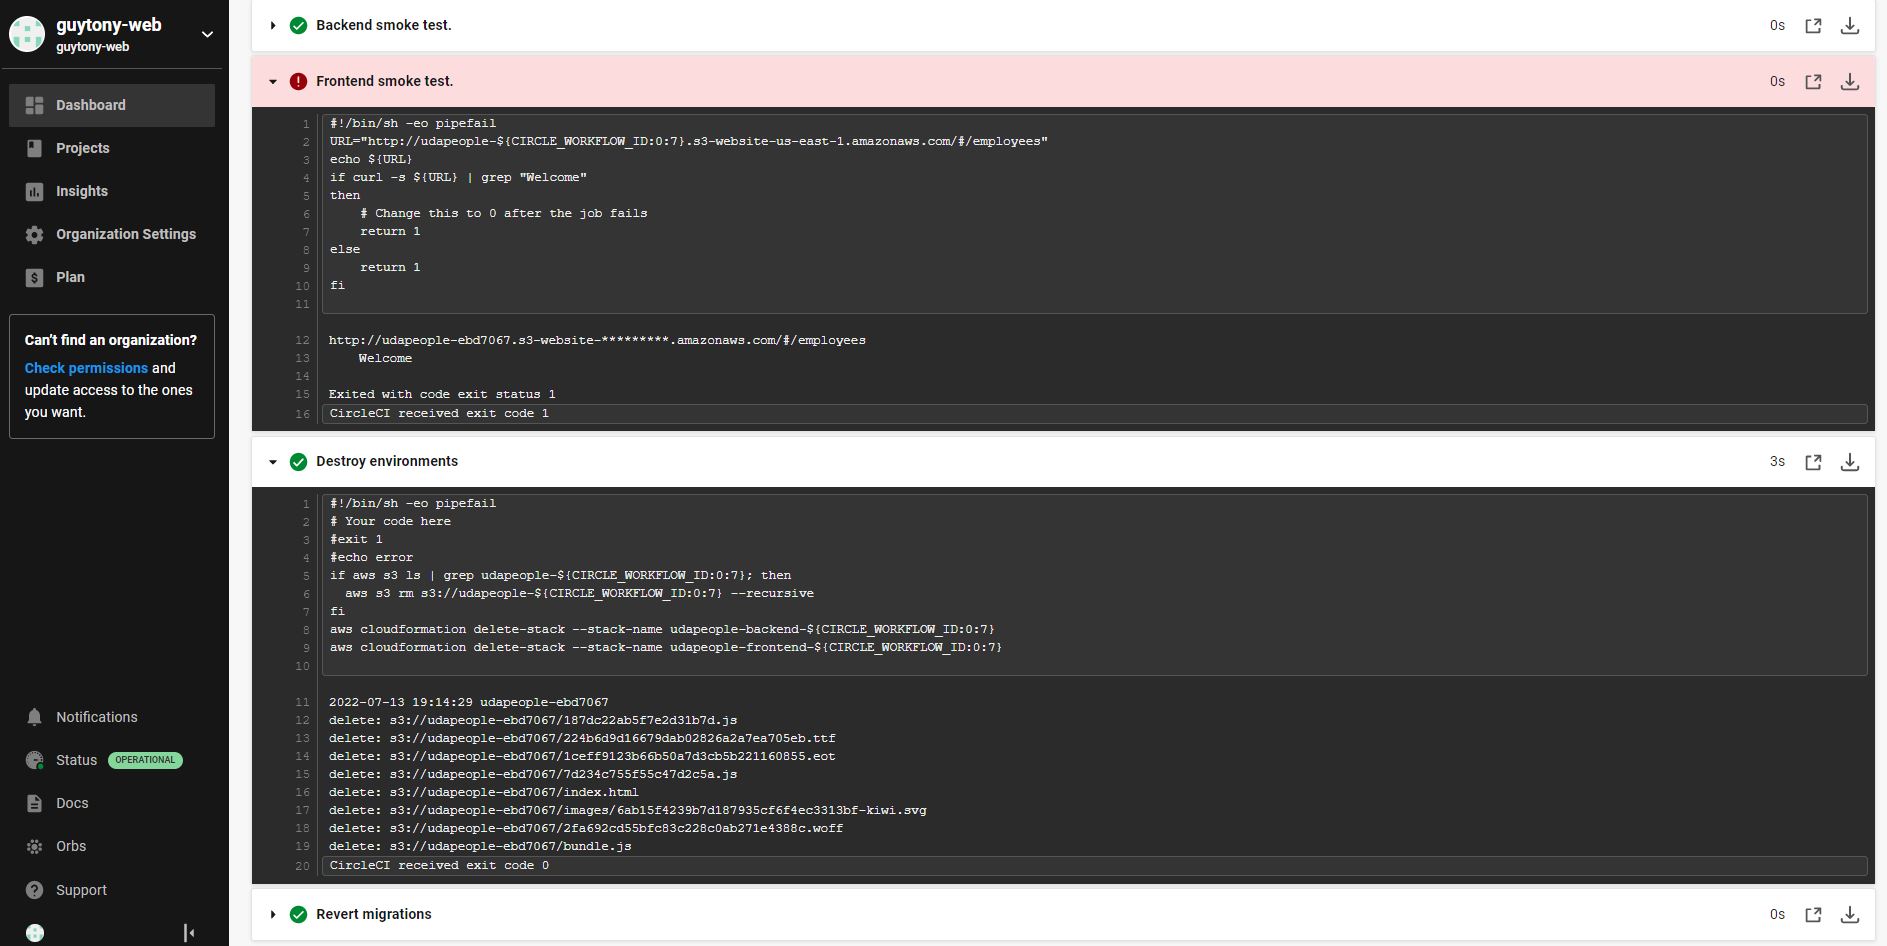 guytony-web
guytony-web
Dashboard
Projects
Insights
Organization Settings
Plan
Can't find an organization?
Check permissions and
update access to the ones
you want.
Notifications
Status OPERATIONAL
Docs
Orbs
Support
Backend smoke test. 0s
Frontend smoke test. 0s
1 #!/bin/sh -eo pipefail
2 URL="http://udapeople-${CIRCLE_WORKFLOW_ID:0:7}.s3-website-us-east-1.amazonaws.com/#/employees"
3 echo ${URL}
4 if curl -s ${URL} | grep "Welcome"
5 then
6     # Change this to 0 after the job fails
7     return 1
8 else
9     return 1
10 fi
11
12 http://udapeople-ebd7067.s3-website-*********.amazonaws.com/#/employees
13     Welcome
14
15 Exited with code exit status 1
16 CircleCI received exit code 1
Destroy environments 3s
1 #!/bin/sh -eo pipefail
2 # Your code here
3 #exit 1
4 #echo error
5 if aws s3 ls | grep udapeople-${CIRCLE_WORKFLOW_ID:0:7}; then
6   aws s3 rm s3://udapeople-${CIRCLE_WORKFLOW_ID:0:7} --recursive
7 fi
8 aws cloudformation delete-stack --stack-name udapeople-backend-${CIRCLE_WORKFLOW_ID:0:7}
9 aws cloudformation delete-stack --stack-name udapeople-frontend-${CIRCLE_WORKFLOW_ID:0:7}
10
11 2022-07-13 19:14:29 udapeople-ebd7067
12 delete: s3://udapeople-ebd7067/187dc22ab5f7e2d31b7d.js
13 delete: s3://udapeople-ebd7067/224b6d9d16679dab02826a2a7ea705eb.ttf
14 delete: s3://udapeople-ebd7067/1ceff9123b66b50a7d3cb5b221160855.eot
15 delete: s3://udapeople-ebd7067/7d234c755f55c47d2c5a.js
16 delete: s3://udapeople-ebd7067/index.html
17 delete: s3://udapeople-ebd7067/images/6ab15f4239b7d187935cf6f4ec3313bf-kiwi.svg
18 delete: s3://udapeople-ebd7067/2fa692cd55bfc83c228c0ab271e4388c.woff
19 delete: s3://udapeople-ebd7067/bundle.js
20 CircleCI received exit code 0
Revert migrations 0s